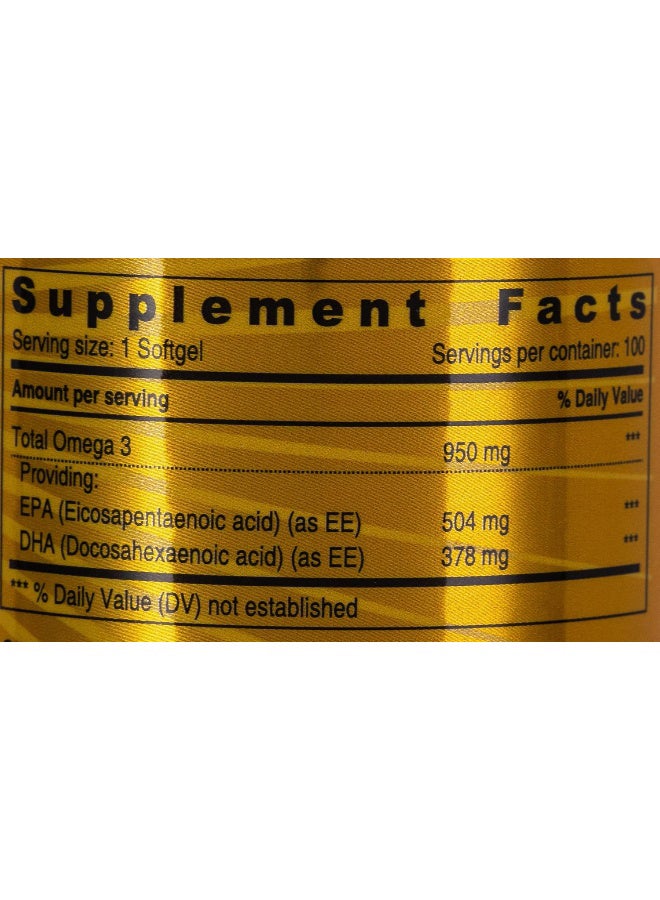 Supplement Facts
Serving size: 1 Softgel Servings per container: 100
Amount per serving % Daily Value
Total Omega 3 950 mg ***
Providing:
EPA (Eicosapentaenoic acid) (as EE) 504 mg ***
DHA (Docosahexaenoic acid) (as EE) 378 mg ***
*** % Daily Value (DV) not established